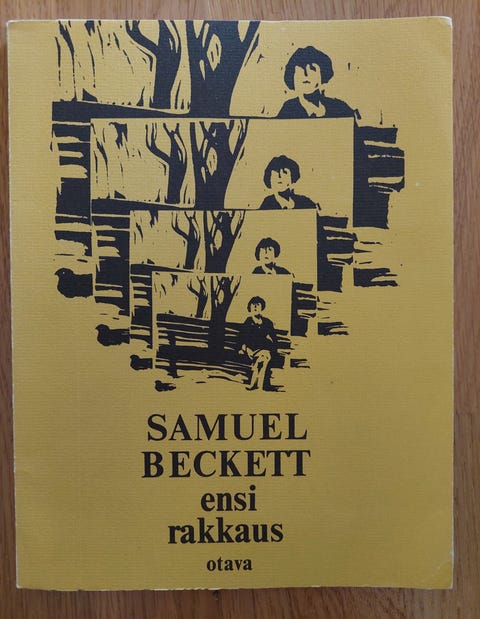 SAMUEL
BECKETT
ensi
rakkaus
otava